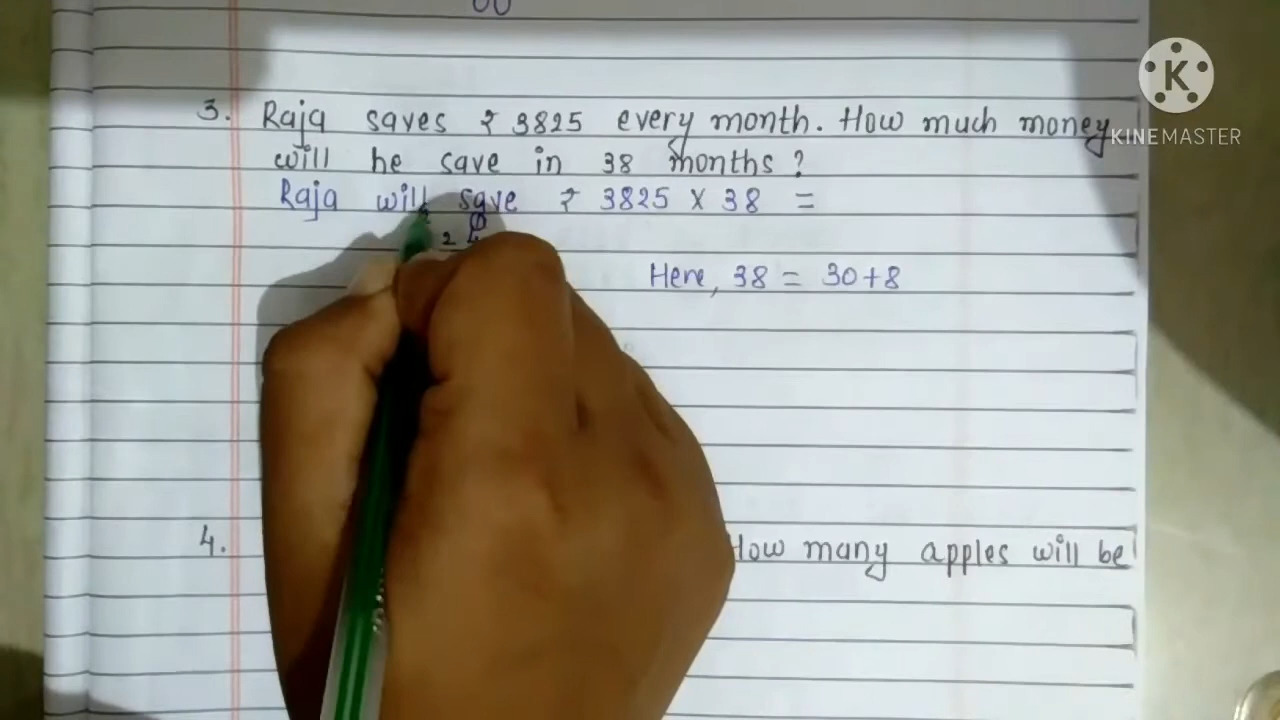 3. Raja saves ₹ 3825 every month. How much money
will he save in 38 months ?
Raja will save ₹ 3825 X 38 =
2
Here, 38 = 30+8
4. How many apples will be
K
KINEMASTER